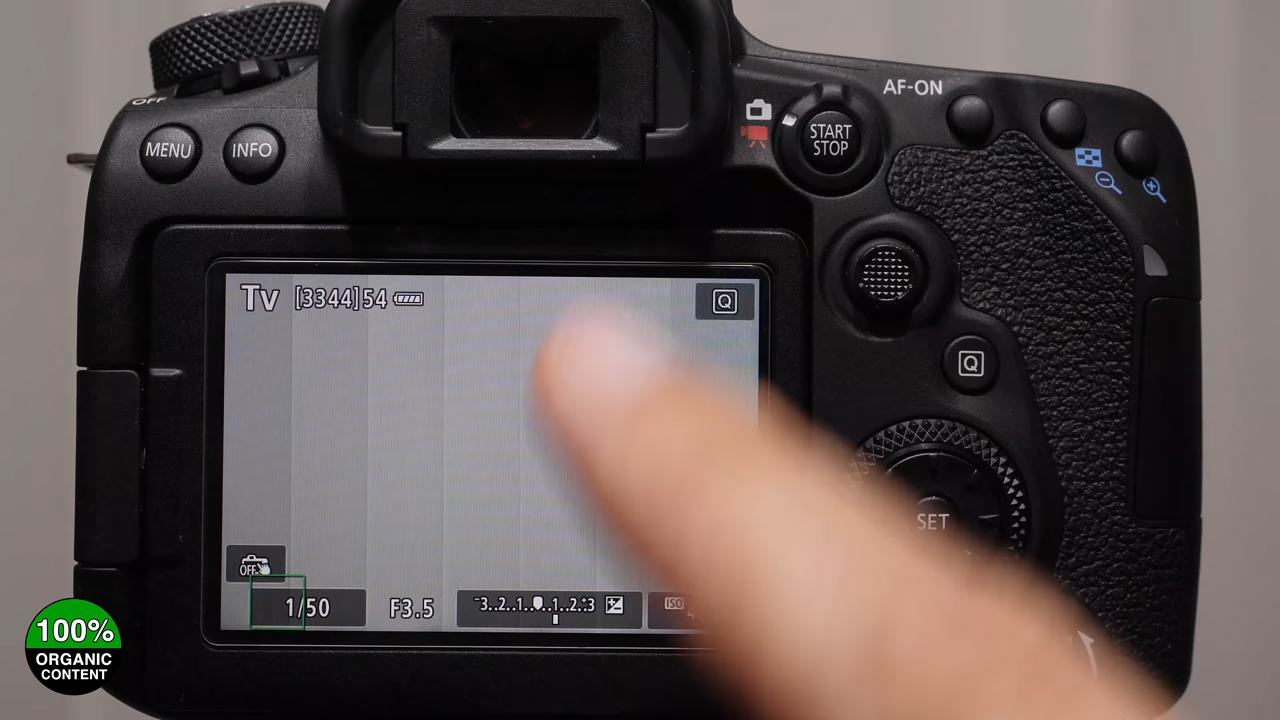 OFF
MENU
INFO
START
STOP
AF-ON
Tv [3344]54
Q
Q
SET
OFF
1/50 F3.5 -3..2..1..0..1..2.+3 ISO
100%
ORGANIC
CONTENT